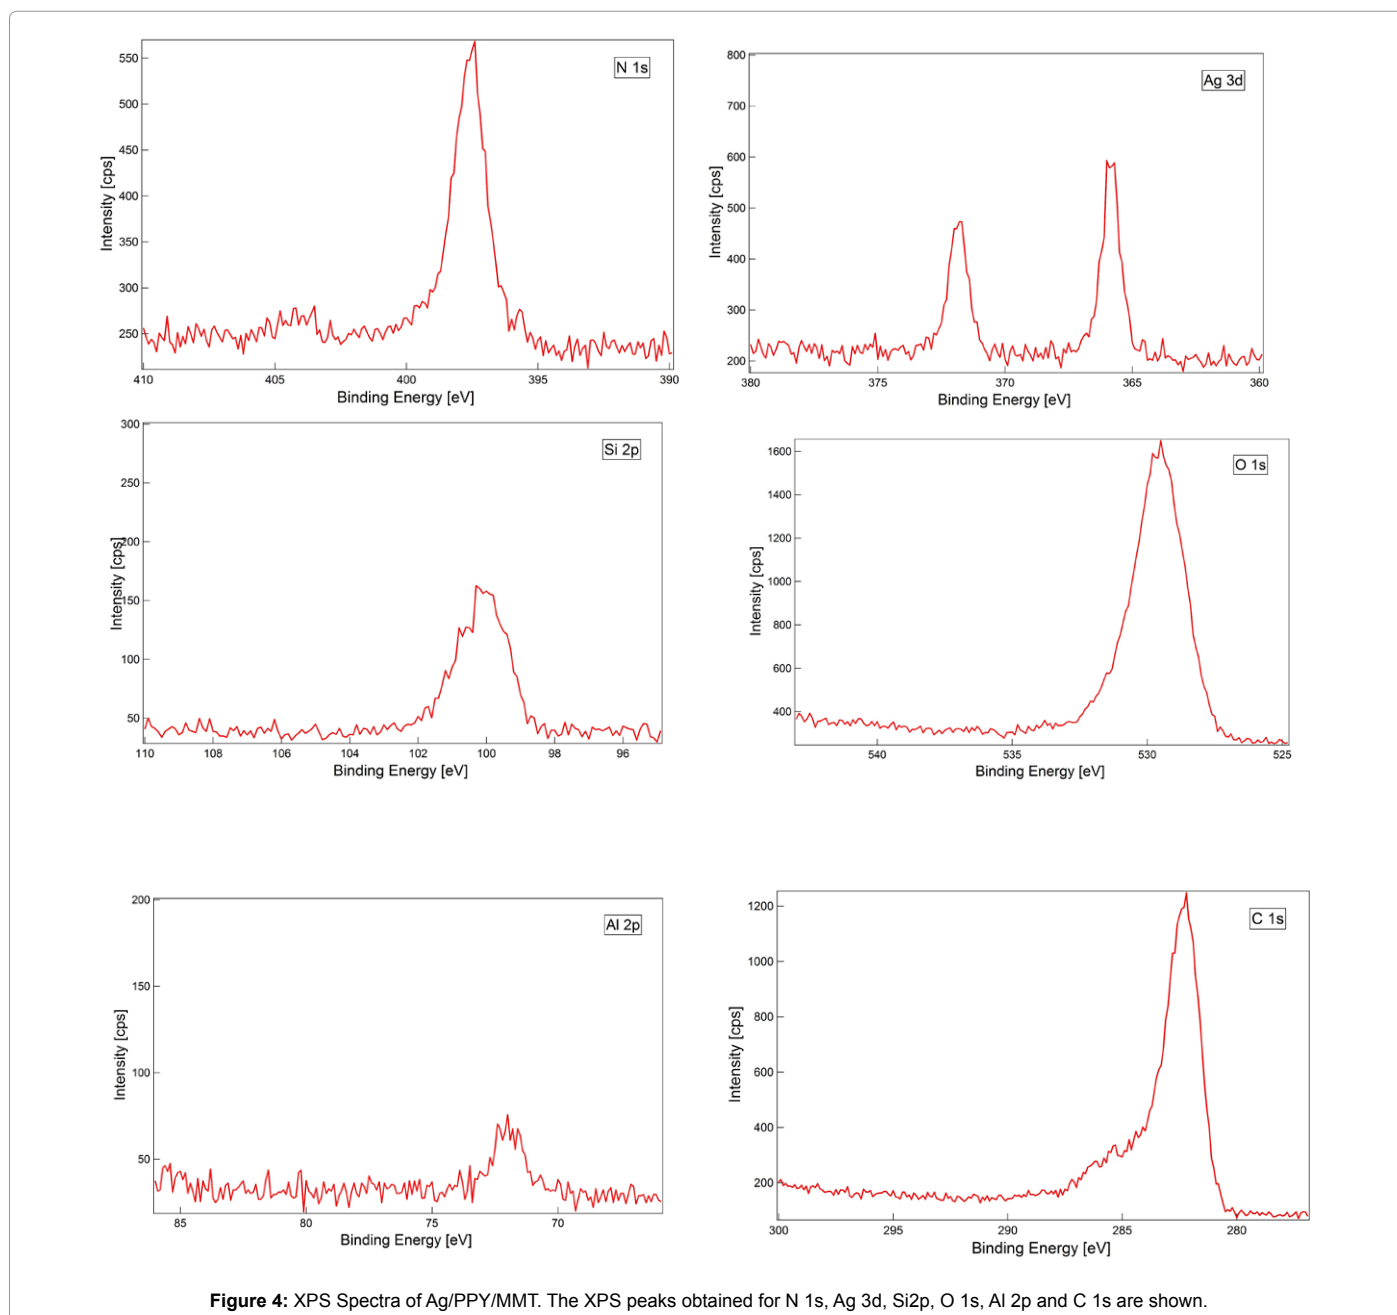 N 1s
550
500
450
400
350
300
250
Intensity [cps]
410 405 400 395 390
Binding Energy [eV]
Ag 3d
800
700
600
500
400
300
200
Intensity [cps]
380 375 370 365 360
Binding Energy [eV]
Si 2p
300
250
200
150
100
50
Intensity [cps]
110 108 106 104 102 100 98 96
Binding Energy [eV]
O 1s
1600
1400
1200
1000
800
600
400
Intensity [cps]
540 535 530 525
Binding Energy [eV]
Al 2p
200
150
100
50
Intensity [cps]
85 80 75 70
Binding Energy [eV]
C 1s
1200
1000
800
600
400
200
Intensity [cps]
300 295 290 285 280
Binding Energy [eV]
Figure 4: XPS Spectra of Ag/PPY/MMT. The XPS peaks obtained for N 1s, Ag 3d, Si2p, O 1s, Al 2p and C 1s are shown.